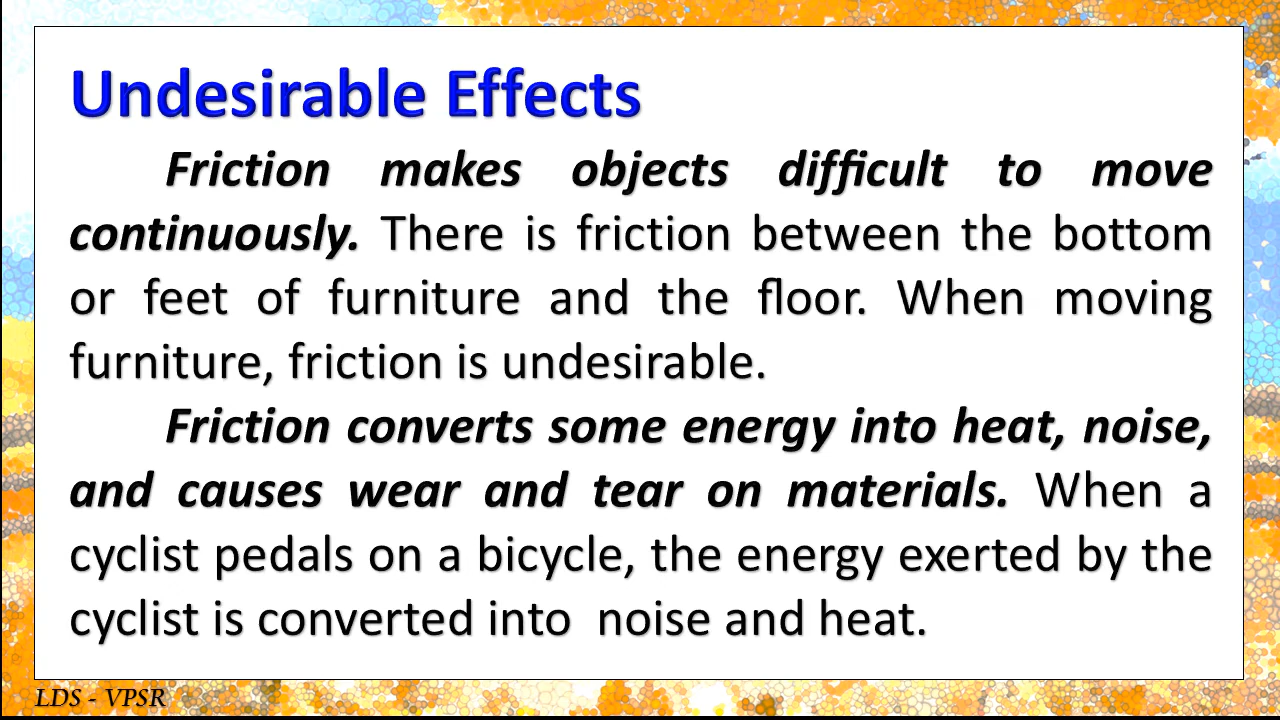 Undesirable Effects
Friction makes objects difficult to move
continuously. There is friction between the bottom
or feet of furniture and the floor. When moving
furniture, friction is undesirable.
Friction converts some energy into heat, noise,
and causes wear and tear on materials. When a
cyclist pedals on a bicycle, the energy exerted by the
cyclist is converted into  noise and heat.
LDS - VPSR